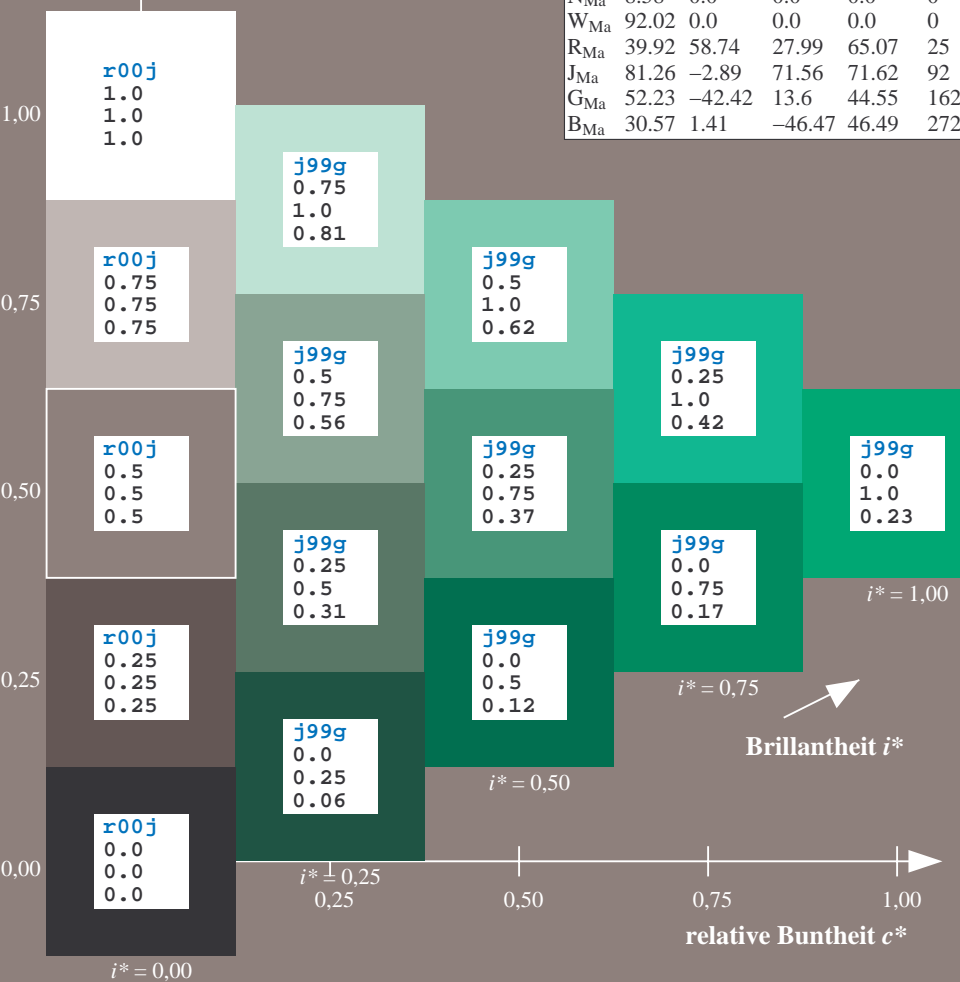 W_Ma 92.02 0.0 0.0 0.0 0
R_Ma 39.92 58.74 27.99 65.07 25
J_Ma 81.26 −2.89 71.56 71.62 92
G_Ma 52.23 −42.42 13.6 44.55 162
B_Ma 30.57 1.41 −46.47 46.49 272
1,00
r00j
1.0
1.0
1.0
j99g
0.75
1.0
0.81
0,75
r00j
0.75
0.75
0.75
j99g
0.5
1.0
0.62
j99g
0.5
0.75
0.56
j99g
0.25
1.0
0.42
0,50
r00j
0.5
0.5
0.5
j99g
0.25
0.75
0.37
j99g
0.0
1.0
0.23
i* = 1,00
j99g
0.25
0.5
0.31
j99g
0.0
0.75
0.17
i* = 0,75
0,25
r00j
0.25
0.25
0.25
j99g
0.0
0.5
0.12
i* = 0,50
Brillantheit i*
j99g
0.0
0.25
0.06
i* = 0,25
0,00
r00j
0.0
0.0
0.0
i* = 0,00
0,25 0,50 0,75 1,00
relative Buntheit c*